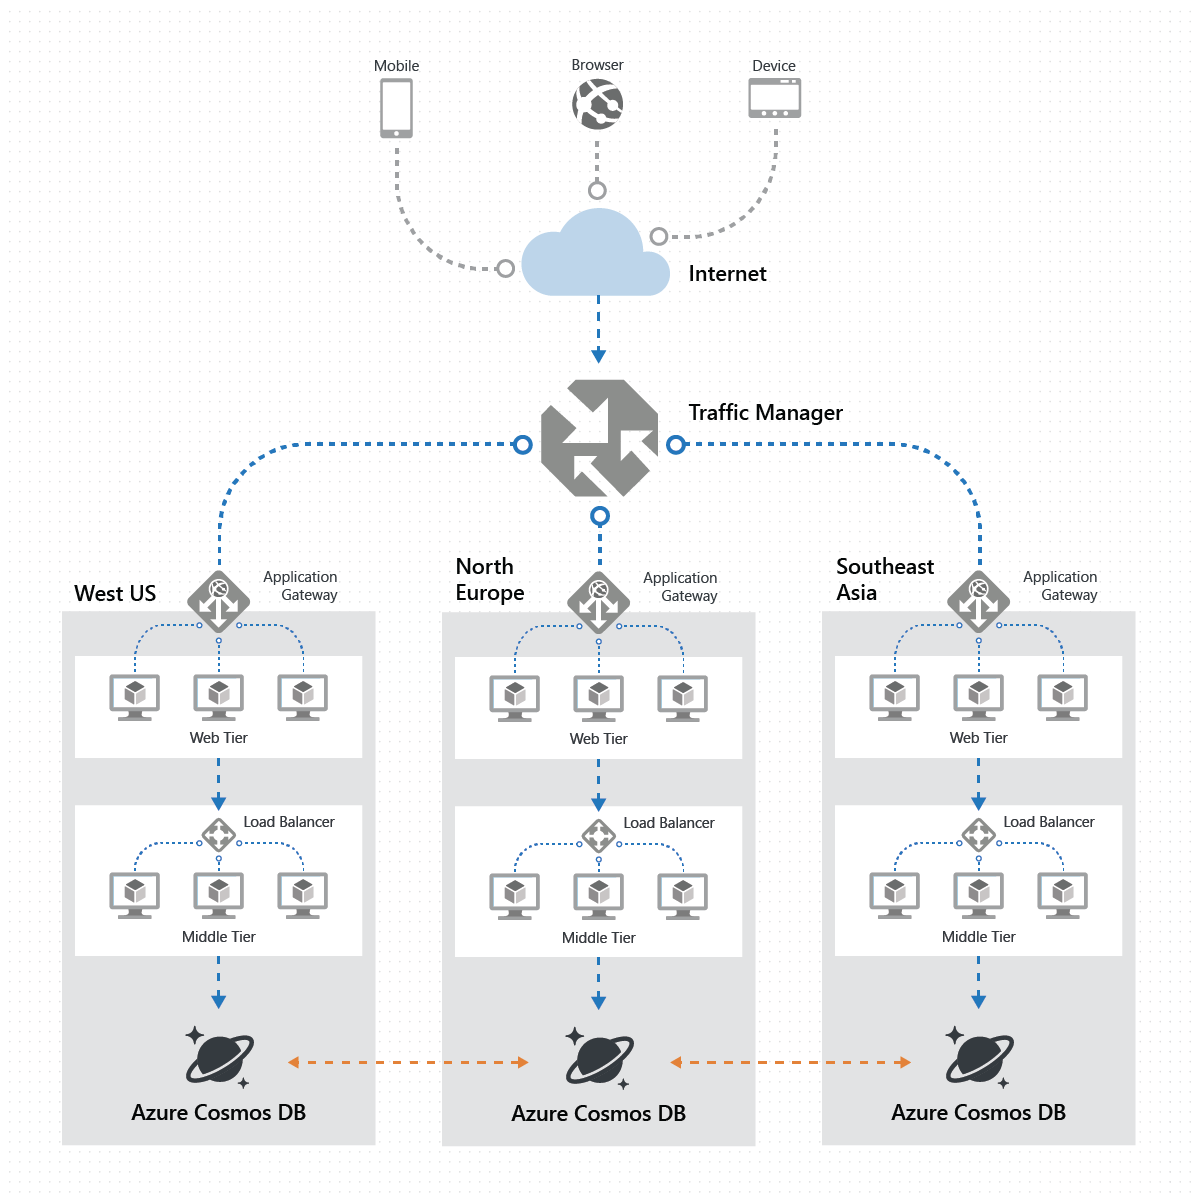 Mobile
Browser
Device
Internet
Traffic Manager
West US
Application
Gateway
North
Europe
Application
Gateway
Southeast
Asia
Application
Gateway
Web Tier
Web Tier
Web Tier
Load Balancer
Load Balancer
Load Balancer
Middle Tier
Middle Tier
Middle Tier
Azure Cosmos DB
Azure Cosmos DB
Azure Cosmos DB